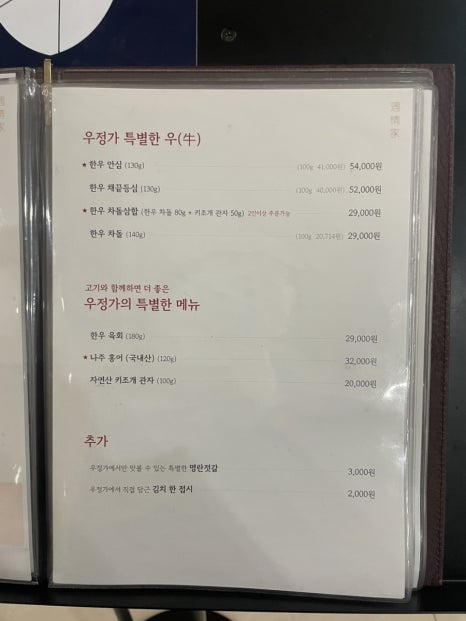 우정가 특별한 우(牛)
★ 한우 안심 (130g) (100g 41,000원) 54,000원
한우 채끝등심 (130g) (100g 40,000원) 52,000원
★ 한우 차돌삼합 (한우 차돌 80g + 키조개 관자 50g) 2인이상 주문가능 29,000원
한우 차돌 (140g) (100g 20,714원) 29,000원
고기와 함께하면 더 좋은
우정가의 특별한 메뉴
한우 육회 (180g) 29,000원
★ 나주 홍어 (국내산) (120g) 32,000원
자연산 키조개 관자 (100g) 20,000원
추가
우정가에서만 맛볼 수 있는 특별한 명란젓갈 3,000원
우정가에서 직접 담근 김치 한 접시 2,000원